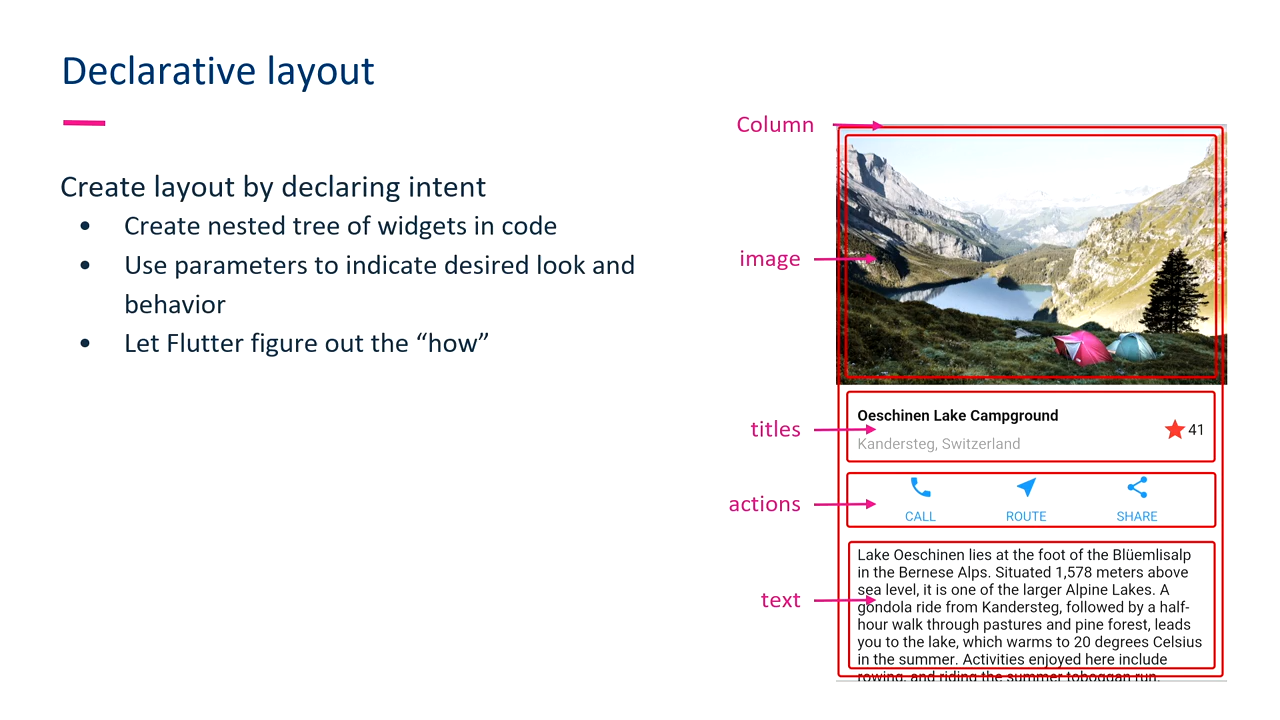 Declarative layout
Create layout by declaring intent
• Create nested tree of widgets in code
• Use parameters to indicate desired look and
behavior
• Let Flutter figure out the “how”
Column
image
titles
actions
text
Oeschinen Lake Campground
Kandersteg, Switzerland
41
CALL
ROUTE
SHARE
Lake Oeschinen lies at the foot of the Blüemlisalp
in the Bernese Alps. Situated 1,578 meters above
sea level, it is one of the larger Alpine Lakes. A
gondola ride from Kandersteg, followed by a half-
hour walk through pastures and pine forest, leads
you to the lake, which warms to 20 degrees Celsius
in the summer. Activities enjoyed here include
rowing, and riding the summer toboggan run.